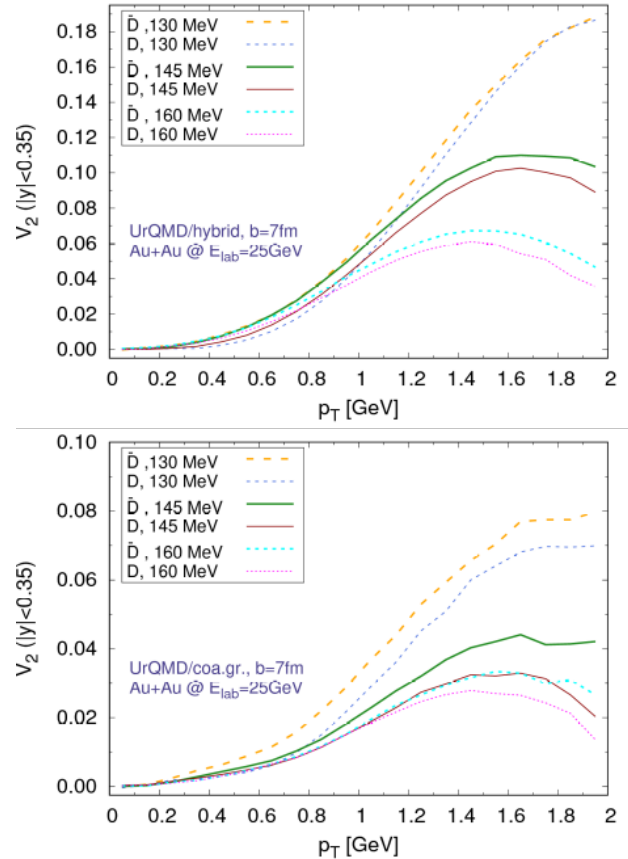 D̄ , 130 MeV
D, 130 MeV
D̄ , 145 MeV
D, 145 MeV
D̄ , 160 MeV
D, 160 MeV
UrQMD/hybrid, b=7fm
Au+Au @ E_lab=25GeV
V_2 (|y|<0.35)
0.18
0.16
0.14
0.12
0.10
0.08
0.06
0.04
0.02
0.00
0 0.2 0.4 0.6 0.8 1 1.2 1.4 1.6 1.8 2
p_T [GeV]
0.10
0.08
0.06
0.04
0.02
0.00
V_2 (|y|<0.35)
D̄ ,130 MeV
D, 130 MeV
D̄ , 145 MeV
D, 145 MeV
D̄ , 160 MeV
D, 160 MeV
UrQMD/coa.gr., b=7fm
Au+Au @ E_lab=25GeV
0 0.2 0.4 0.6 0.8 1 1.2 1.4 1.6 1.8 2
p_T [GeV]